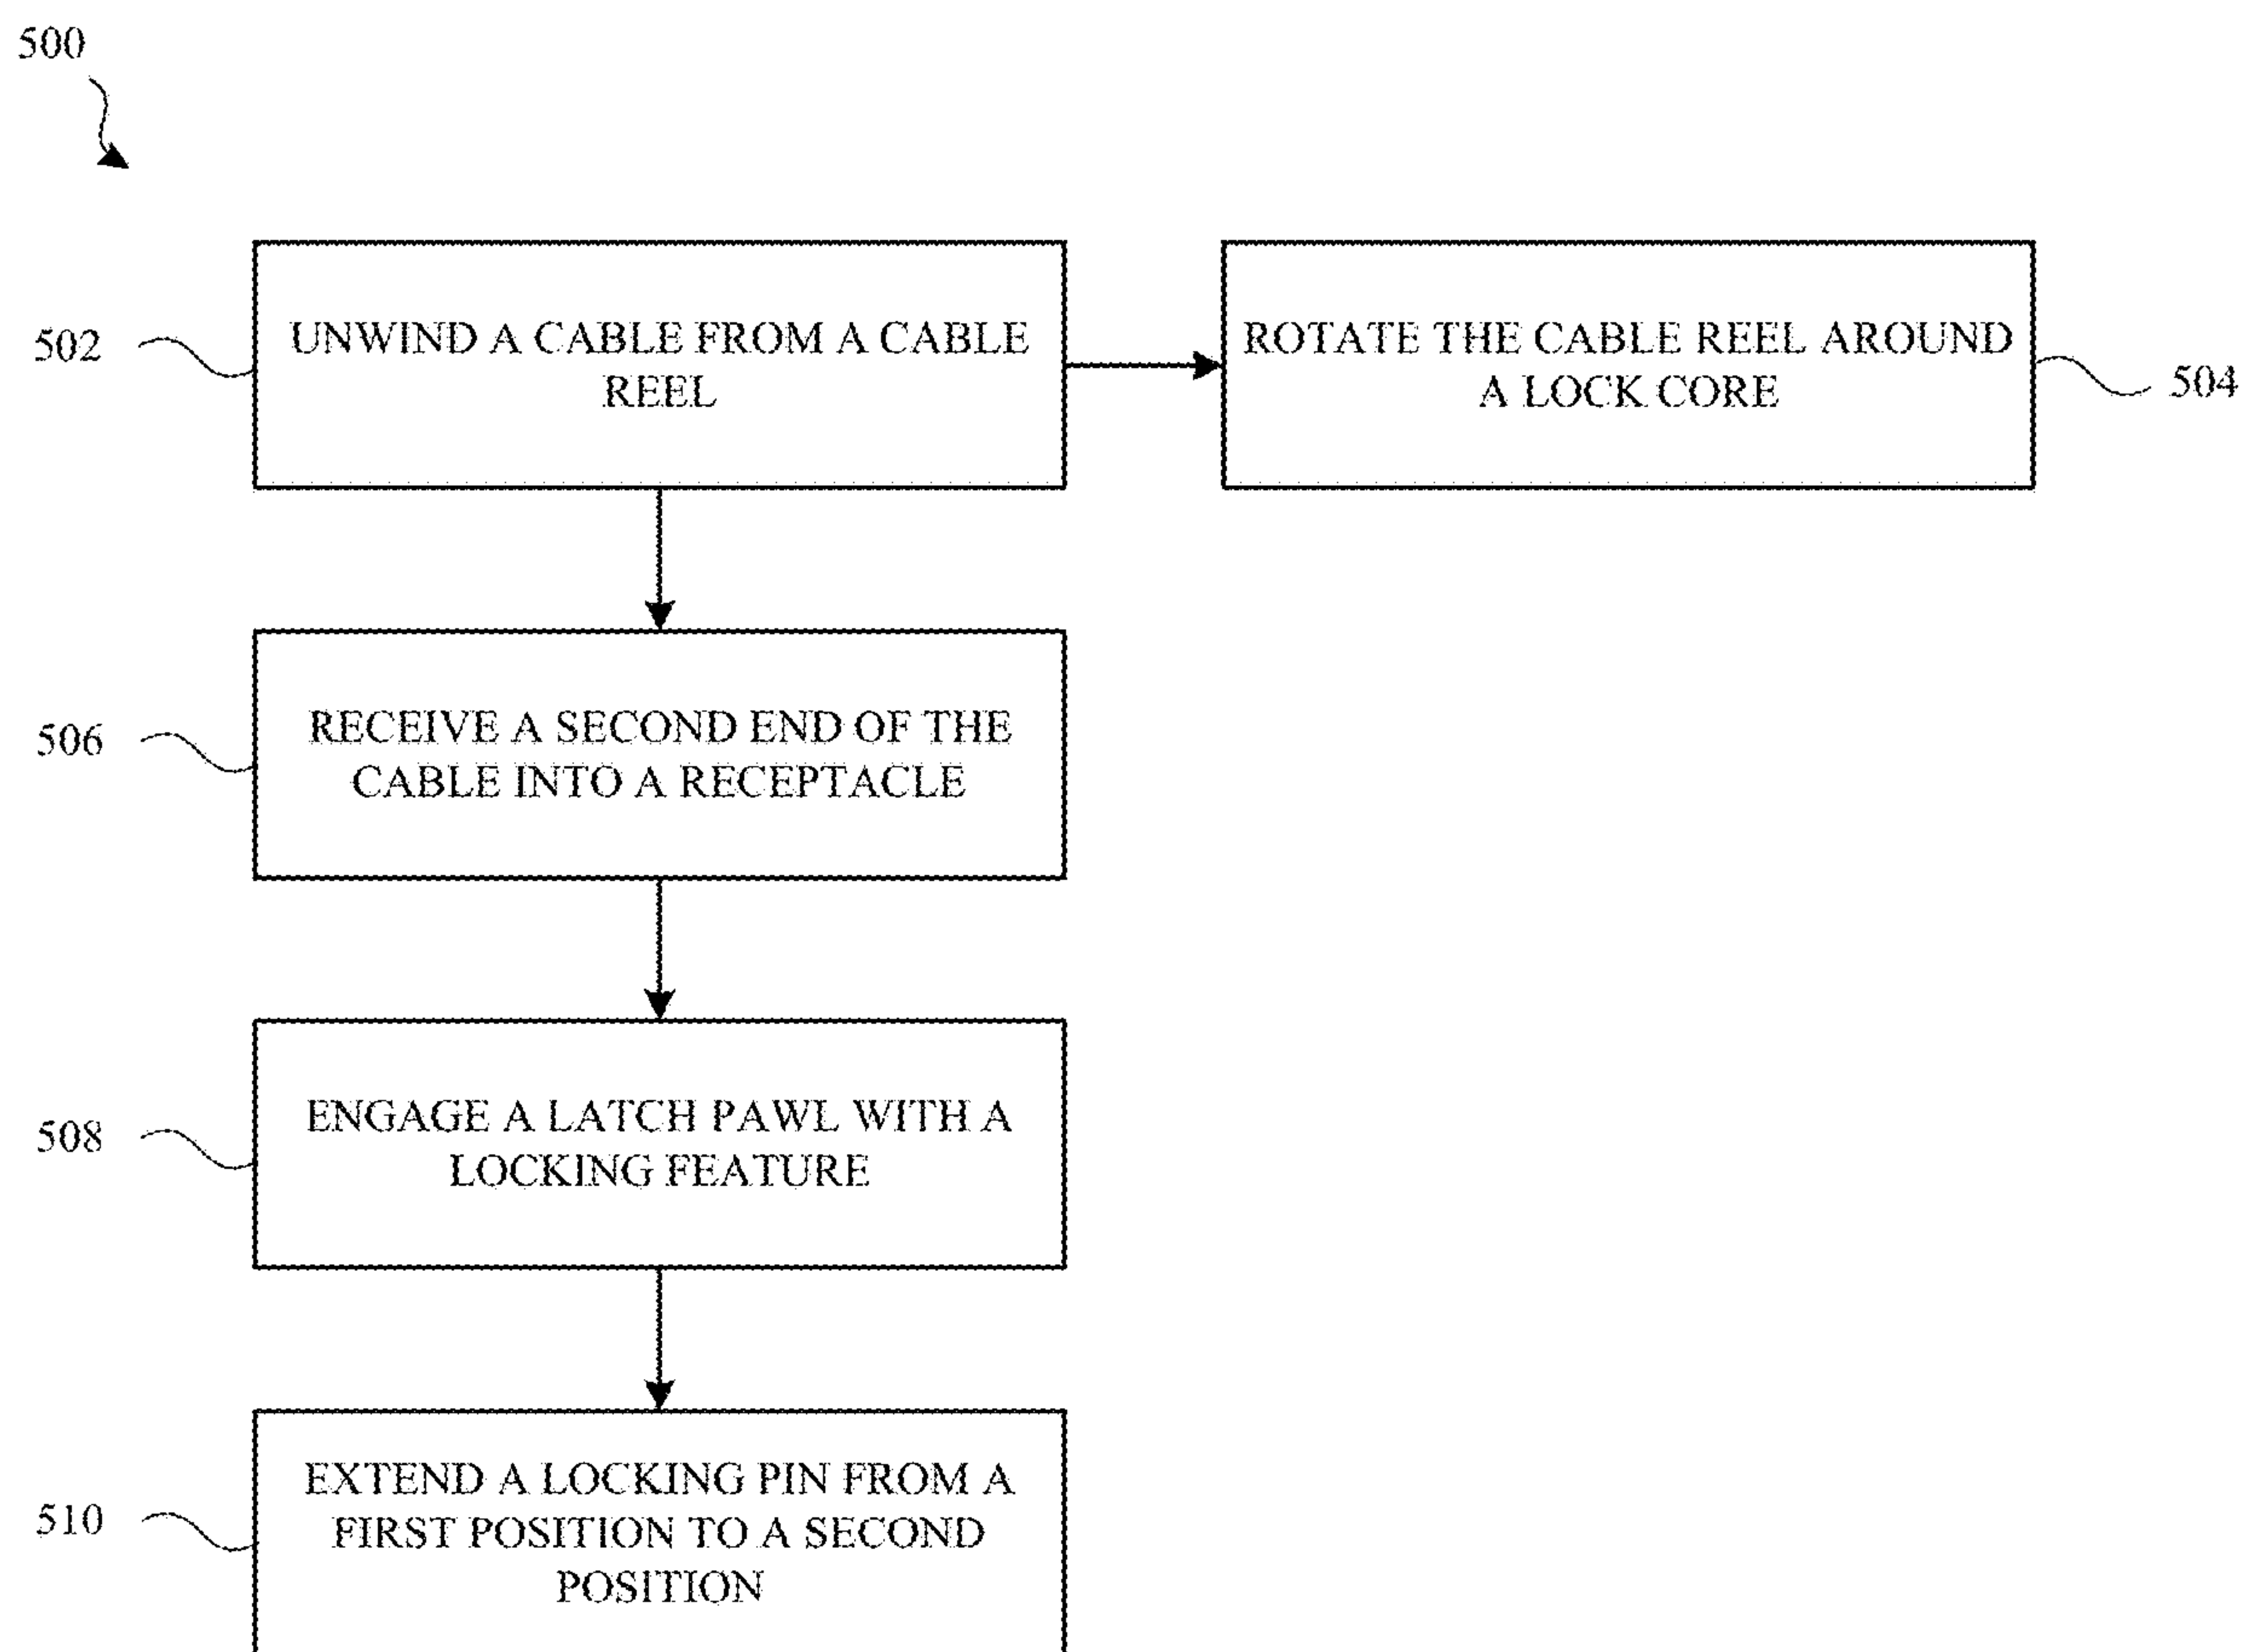 500
502
UNWIND A CABLE FROM A CABLE
REEL
ROTATE THE CABLE REEL AROUND
A LOCK CORE
504
506
RECEIVE A SECOND END OF THE
CABLE INTO A RECEPTACLE
508
ENGAGE A LATCH PAWL WITH A
LOCKING FEATURE
510
EXTEND A LOCKING PIN FROM A
FIRST POSITION TO A SECOND
POSITION